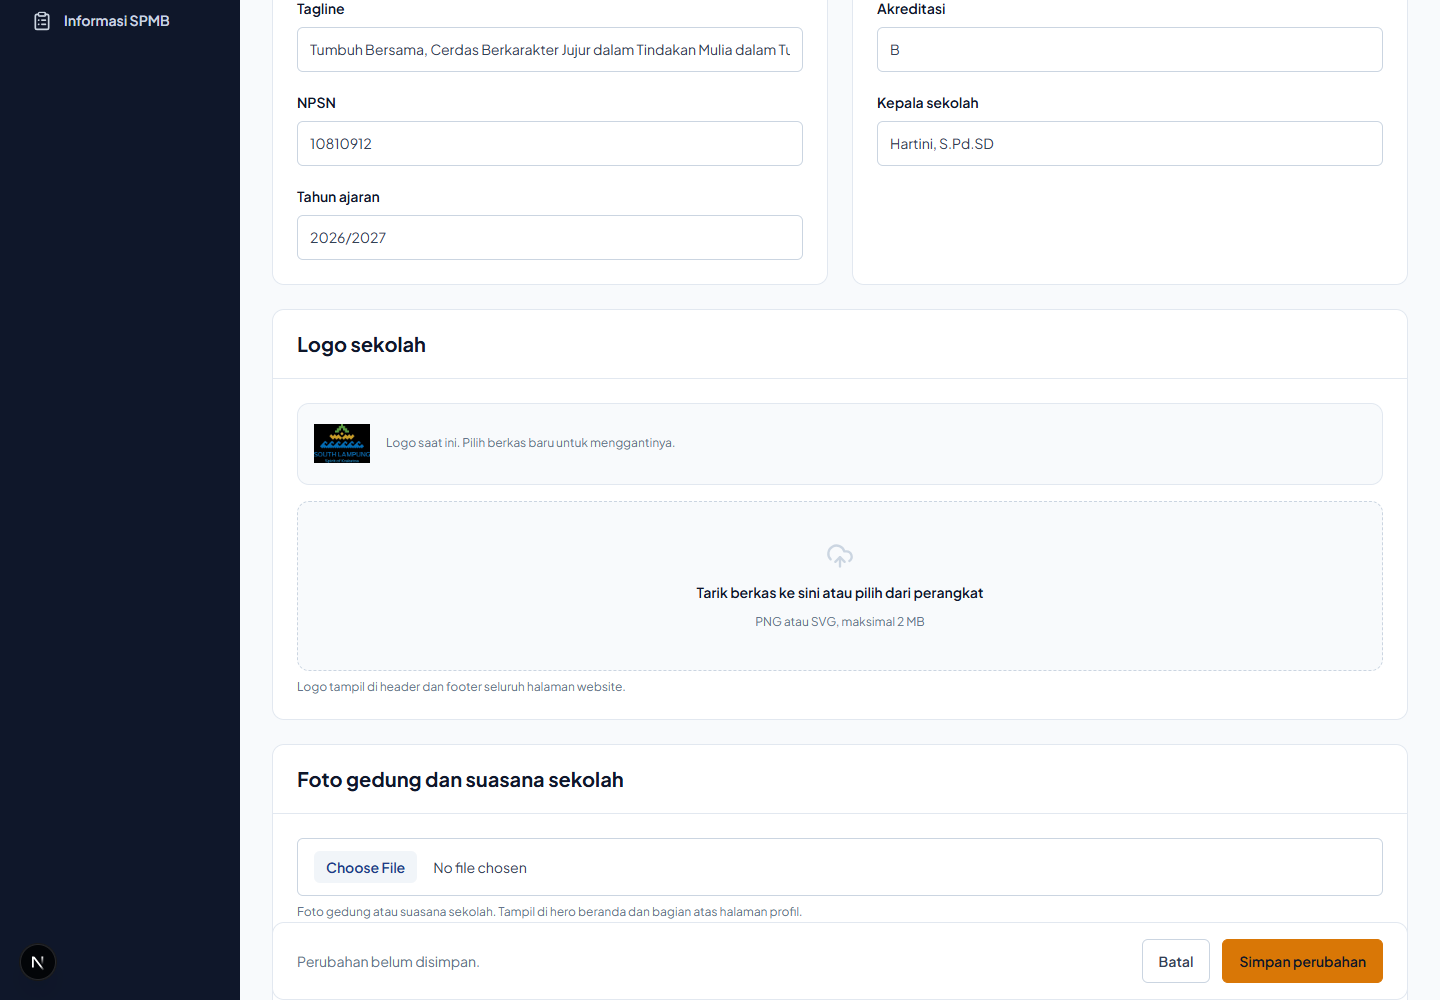 Informasi SPMB
Tagline
Tumbuh Bersama, Cerdas Berkarakter Jujur dalam Tindakan Mulia dalam Tu
NPSN
10810912
Tahun ajaran
2026/2027
Akreditasi
B
Kepala sekolah
Hartini, S.Pd.SD
Logo sekolah
SOUTH LAMPUNG
Logo saat ini. Pilih berkas baru untuk menggantinya.
Tarik berkas ke sini atau pilih dari perangkat
PNG atau SVG, maksimal 2 MB
Logo tampil di header dan footer seluruh halaman website.
Foto gedung dan suasana sekolah
Choose File No file chosen
Foto gedung atau suasana sekolah. Tampil di hero beranda dan bagian atas halaman profil.
N
Perubahan belum disimpan.
Batal
Simpan perubahan